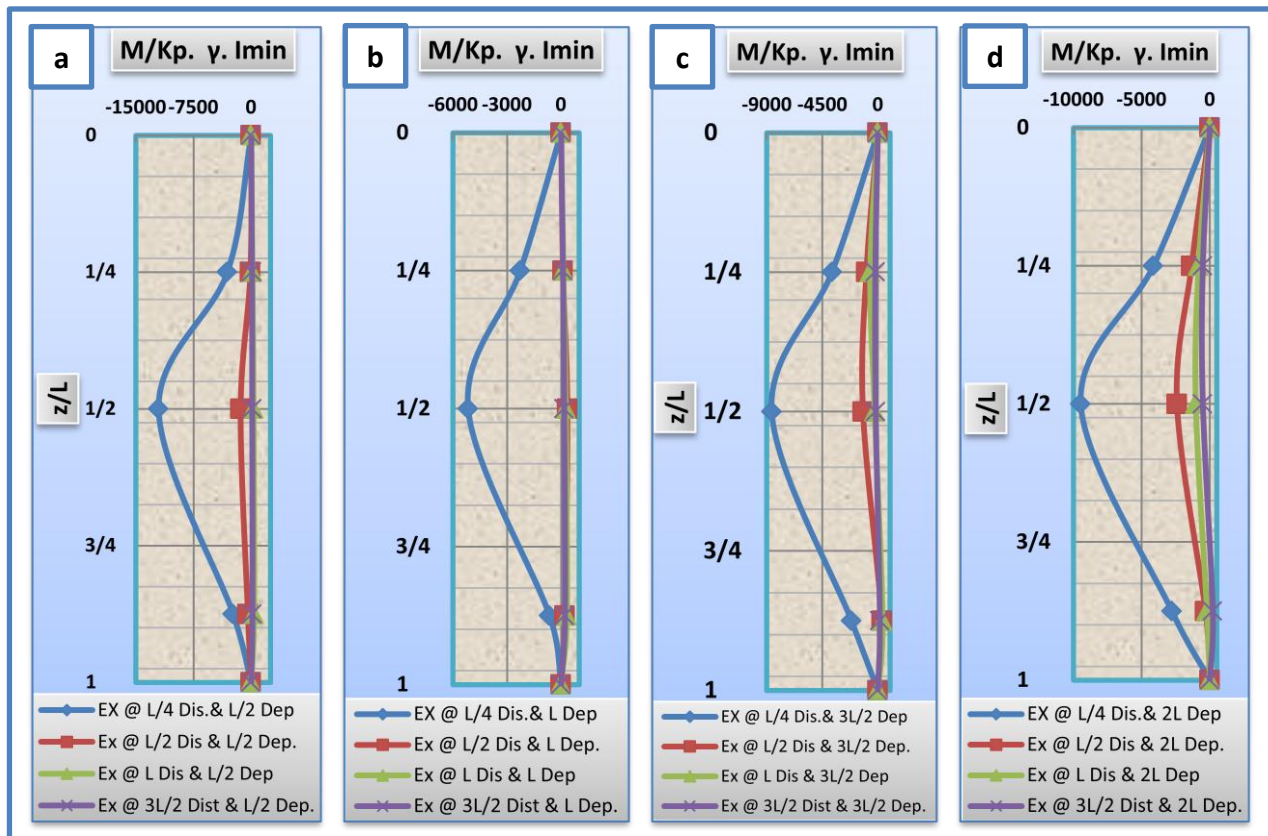 a
M/Kp. γ. Imin
-15000 -7500 0
0
1/4
z/L
1/2
3/4
1
EX @ L/4 Dis.& L/2 Dep
Ex @ L/2 Dis & L/2 Dep.
Ex @ L Dis & L/2 Dep
Ex @ 3L/2 Dist & L/2 Dep.
b
M/Kp. γ. Imin
-6000 -3000 0
0
1/4
1/2
3/4
1
EX @ L/4 Dis.& L Dep
Ex @ L/2 Dis & L Dep.
Ex @ L Dis & L Dep
Ex @ 3L/2 Dist & L Dep.
c
M/Kp. γ. Imin
-9000 -4500 0
0
1/4
z/L
1/2
3/4
1
EX @ L/4 Dis.& 3L/2 Dep
Ex @ L/2 Dis & 3L/2 Dep.
Ex @ L Dis & 3L/2 Dep
Ex @ 3L/2 Dist & 3L/2 Dep.
d
M/Kp. γ. Imin
-10000 -5000 0
0
1/4
z/L
1/2
3/4
1
EX @ L/4 Dis.& 2L Dep
Ex @ L/2 Dis & 2L Dep.
Ex @ L Dis & 2L Dep
Ex @ 3L/2 Dist & 2L Dep.